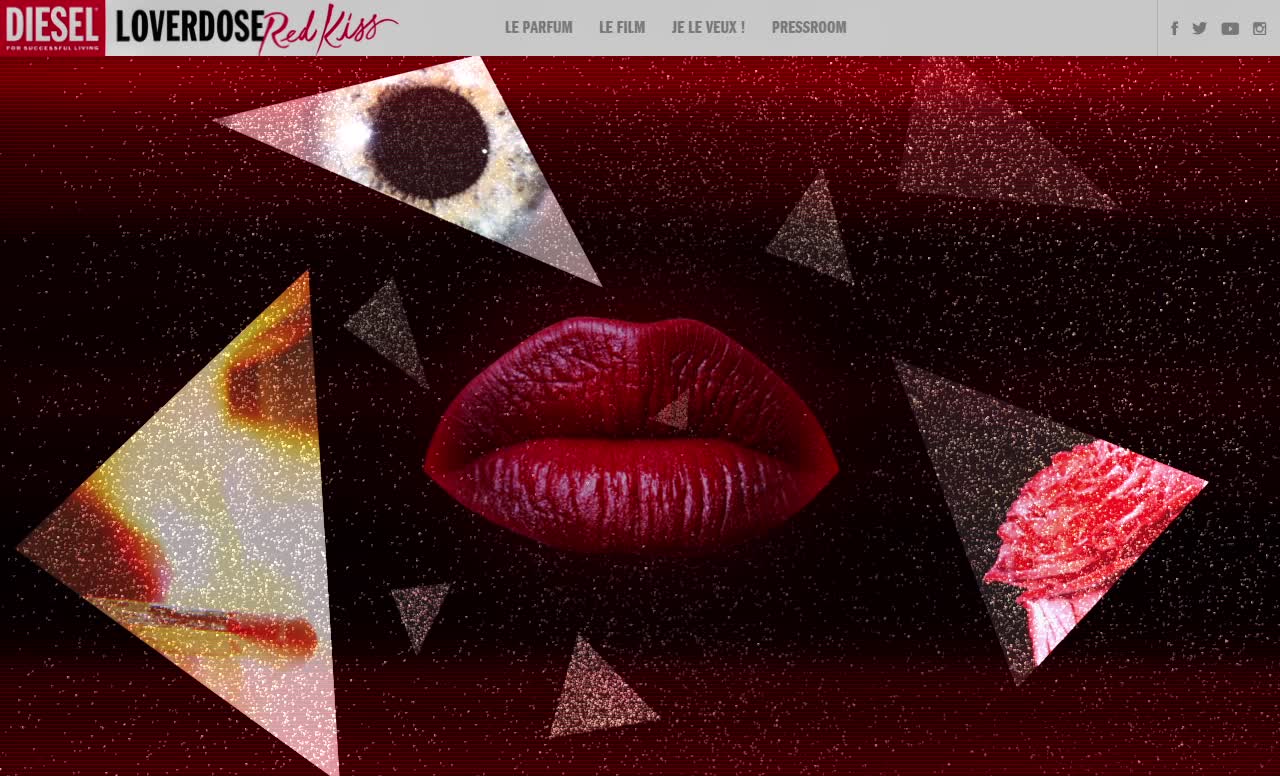 DIESEL
FOR SUCCESSFUL LIVING
LOVERDOSE Red Kiss
LE PARFUM LE FILM JE LE VEUX ! PRESSROOM